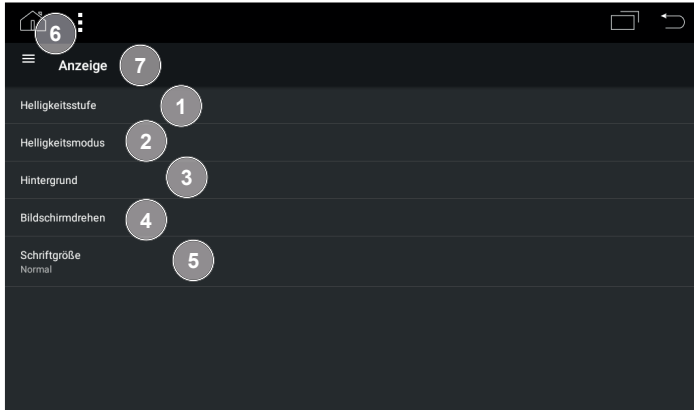 6
Anzeige 7
Helligkeitsstufe 1
Helligkeitsmodus 2
Hintergrund 3
Bildschirmdrehen 4
Schriftgröße 5
Normal